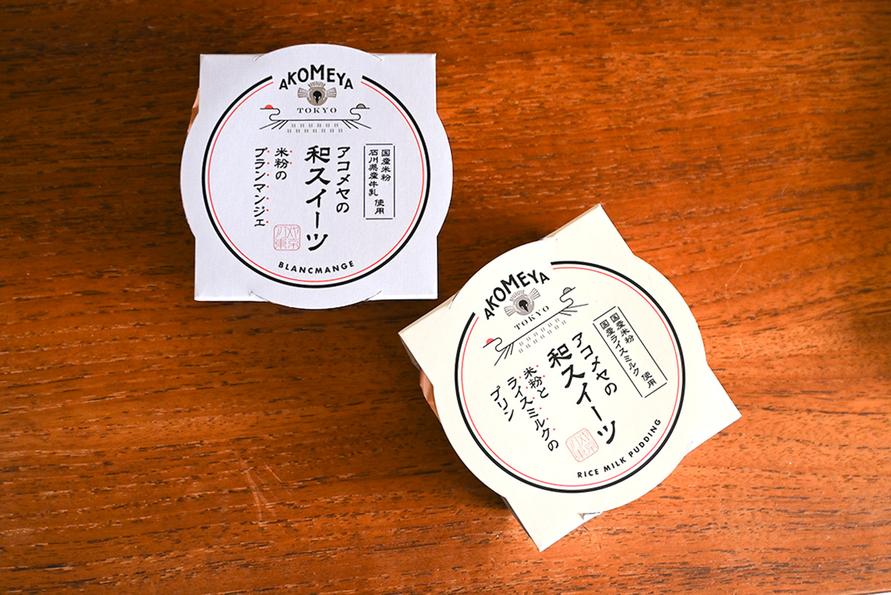 AKOMEYA
TOKYO
国産米粉
石川県産牛乳 使用
アコメヤの
和スイーツ
米粉の
ブランマンジェ
BLANCMANGE
AKOMEYA
TOKYO
国産米粉
国産ライスミルク 使用
アコメヤの
和スイーツ
米粉と
ライスミルクの
プリン
RICE MILK PUDDING